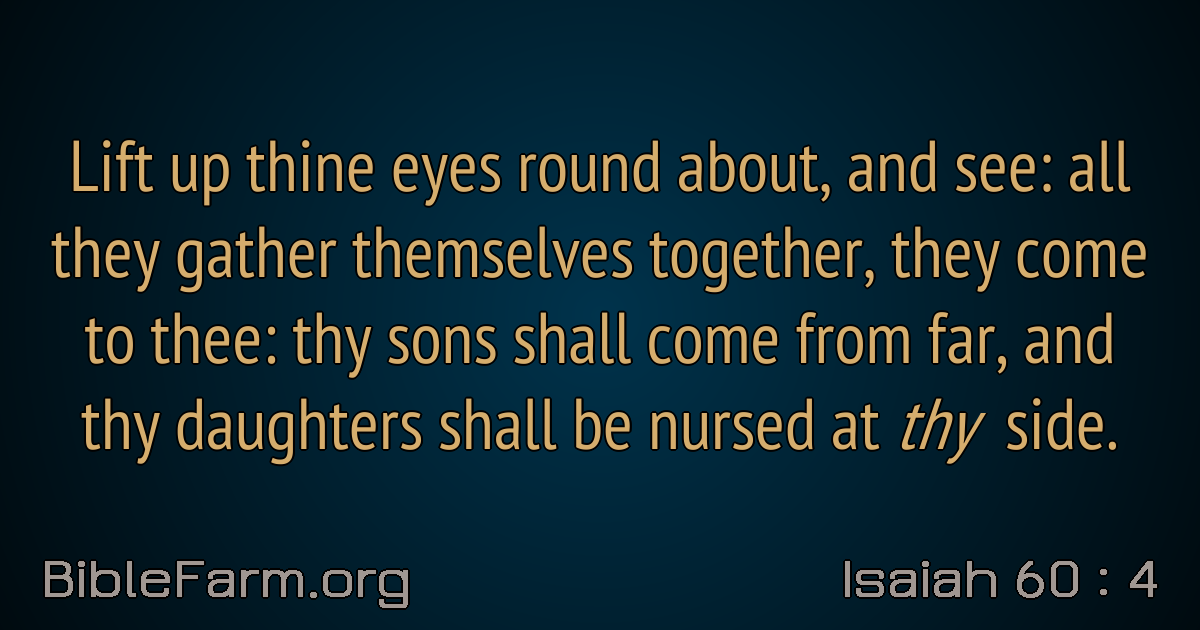 Lift up thine eyes round about, and see: all
they gather themselves together, they come
to thee: thy sons shall come from far, and
thy daughters shall be nursed at thy side.
BibleFarm.org
Isaiah 60 : 4